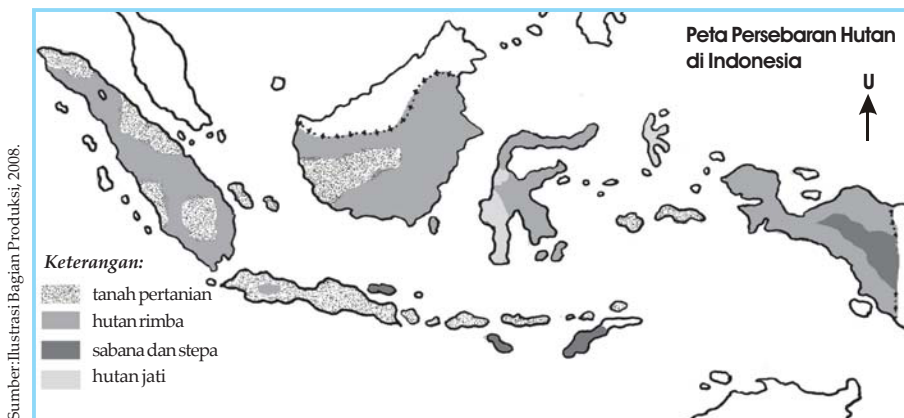 Peta Persebaran Hutan
di Indonesia
U
Keterangan:
tanah pertanian
hutan rimba
sabana dan stepa
hutan jati
Sumber:Ilustrasi Bagian Produksi, 2008.